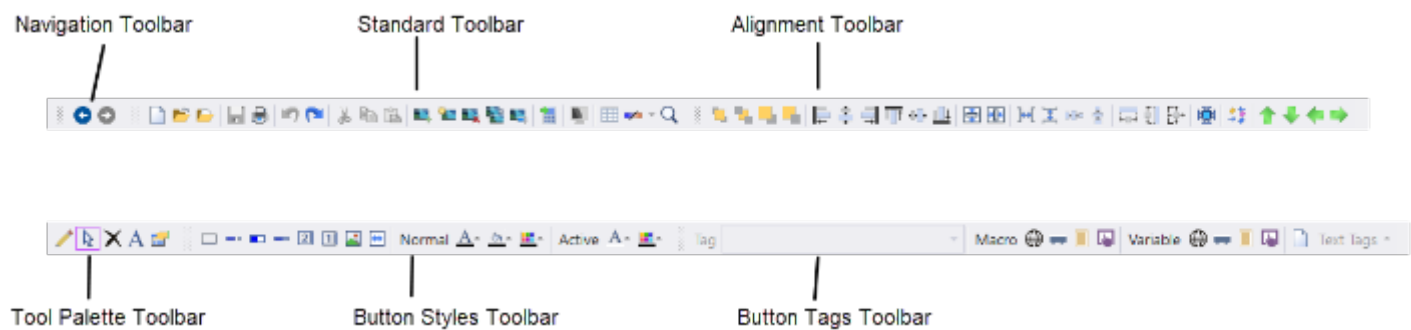 Navigation Toolbar Standard Toolbar Alignment Toolbar
Normal A A Active A Tag Macro Variable Text Tags
Tool Palette Toolbar Button Styles Toolbar Button Tags Toolbar